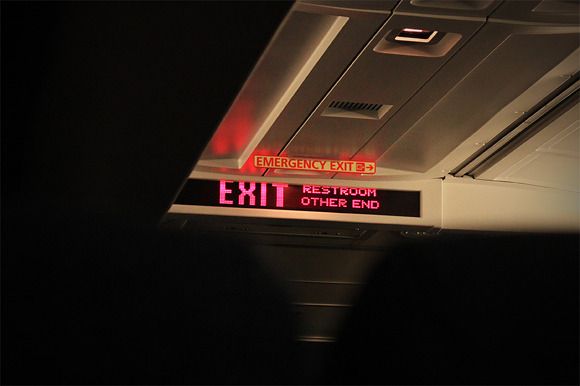 EMERGENCY EXIT
EXIT
RESTROOM
OTHER END